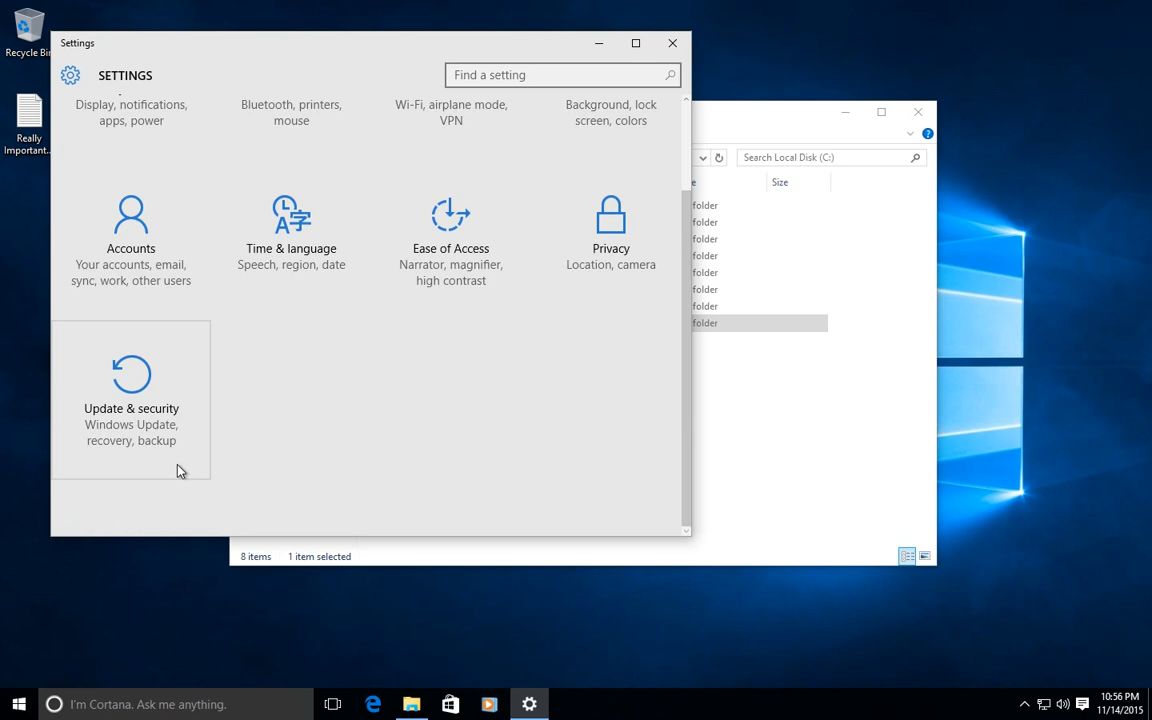 Recycle Bin
Really
Important...
Settings
SETTINGS
Find a setting
Display, notifications,
apps, power
Bluetooth, printers,
mouse
Wi-Fi, airplane mode,
VPN
Background, lock
screen, colors
Accounts
Your accounts, email,
sync, work, other users
Time & language
Speech, region, date
Ease of Access
Narrator, magnifier,
high contrast
Privacy
Location, camera
Update & security
Windows Update,
recovery, backup
Search Local Disk (C:)
Size
folder
folder
folder
folder
folder
folder
folder
folder
8 items
1 item selected
I'm Cortana. Ask me anything.
10:56 PM
11/14/2015